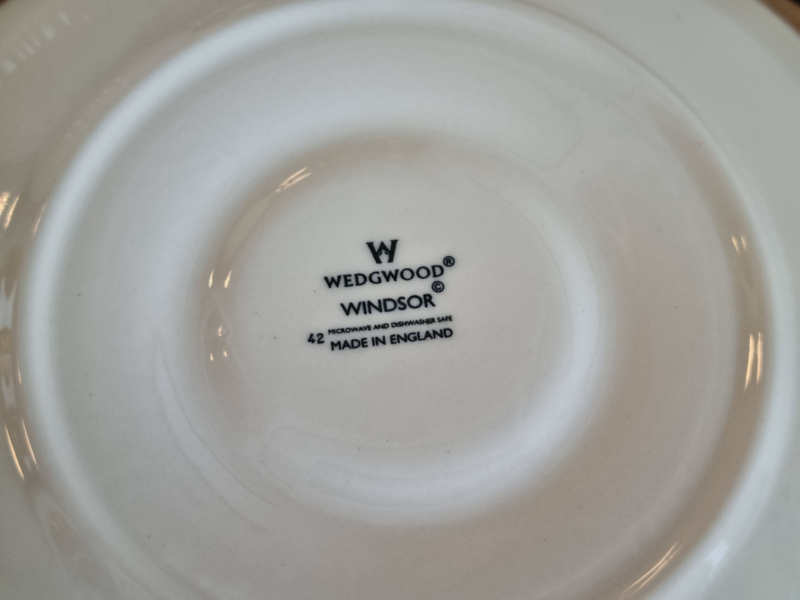 W
WEDGWOOD®
WINDSOR©
MICROWAVE AND DISHWASHER SAFE
42 MADE IN ENGLAND